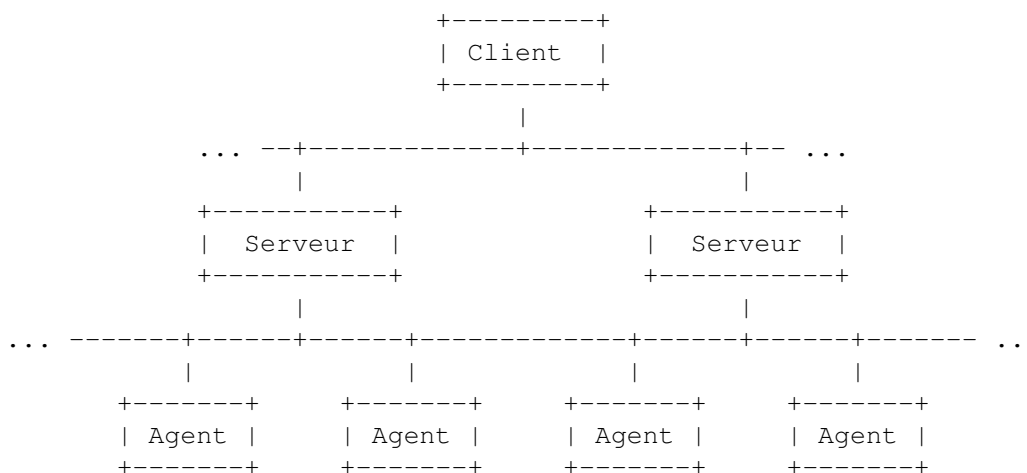 Client
... ...
Serveur Serveur
... ..
Agent Agent Agent Agent